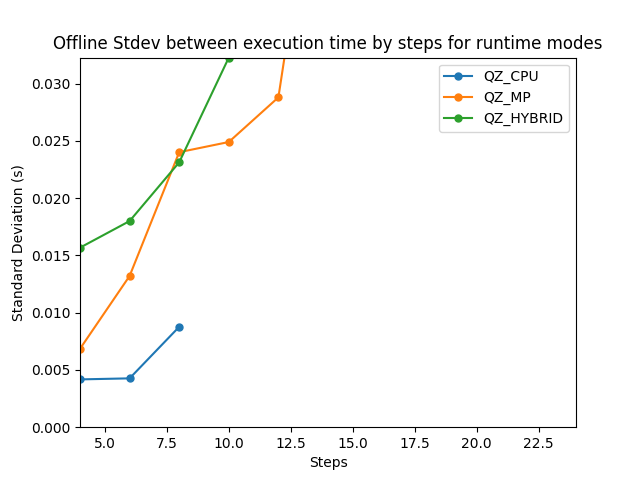 Offline Stdev between execution time by steps for runtime modes
QZ_CPU
QZ_MP
QZ_HYBRID
Standard Deviation (s)
0.030
0.025
0.020
0.015
0.010
0.005
0.000
5.0 7.5 10.0 12.5 15.0 17.5 20.0 22.5
Steps